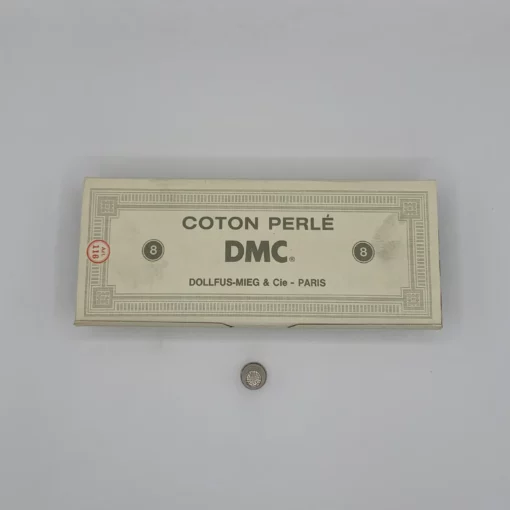 COTON PERLÉ
8 DMC® 8
DOLLFUS-MIEG & Cie - PARIS
ART. 116